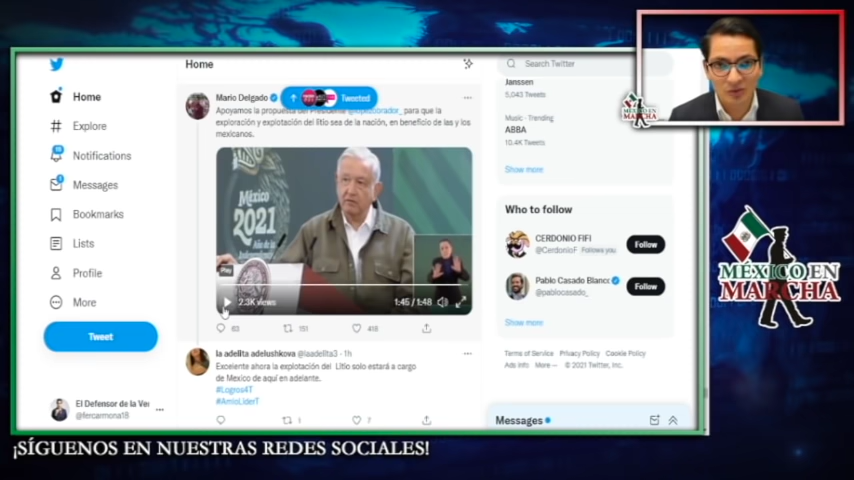 Home
Explore
Notifications
Messages
Bookmarks
Lists
Profile
More
Tweet
El Defensor de la Ver
@fercarmona18
Home
Mario Delgado
Tweeted
Apoyamos la propuesta del Presidente para que la
exploración y explotación del litio sea de la nación, en beneficio de las y los
mexicanos.
México
2021
Play
2.3K views
1:45 / 1:48
63
151
418
la adelita adelushkova @laadelita3 · 1h
Excelente ahora la explotación del Litio solo estará a cargo
de Mexico de aquí en adelante.
#Logros4T
#AmloLiderT
1
7
Search Twitter
Janssen
5,043 Tweets
Music · Trending
ABBA
10.4K Tweets
Show more
Who to follow
CERDONIO FIFI
@CerdonioF Follows you
Follow
Pablo Casado Blanco
@pablocasado_
Follow
Show more
Terms of Service Privacy Policy Cookie Policy
Ads info More © 2021 Twitter, Inc.
Messages
MÉXICO EN
MARCHA
MÉXICO EN
MARCHA
¡SÍGUENOS EN NUESTRAS REDES SOCIALES!